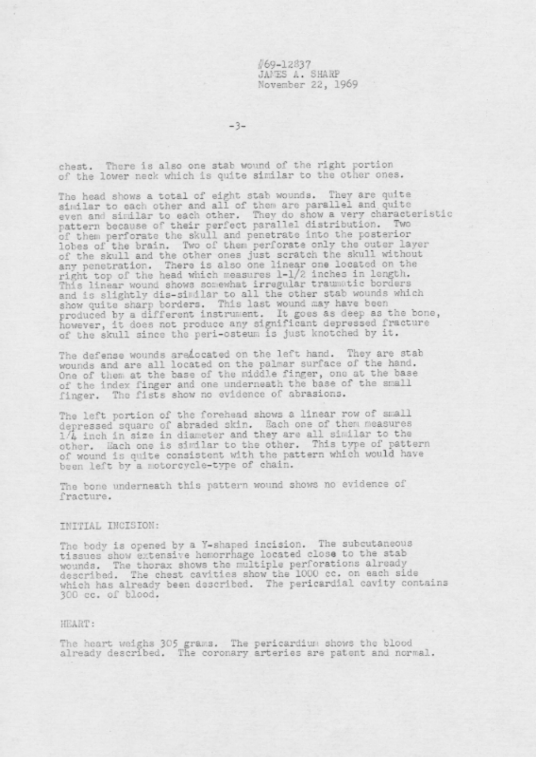 #69-12837
JAMES A. SHARP
November 22, 1969
-3-
chest. There is also one stab wound of the right portion
of the lower neck which is quite similar to the other ones.
The head shows a total of eight stab wounds. They are quite
similar to each other and all of them are parallel and quite
even and similar to each other. They do show a very characteristic
pattern because of their perfect parallel distribution. Two
of them perforate the skull and penetrate into the posterior
lobes of the brain. Two of them perforate only the outer layer
of the skull and the other ones just scratch the skull without
any penetration. There is also one linear one located on the
right top of the head which measures 1-1/2 inches in length.
This linear wound shows somewhat irregular traumatic borders
and is slightly dis-similar to all the other stab wounds which
show quite sharp borders. This last wound may have been
produced by a different instrument. It goes as deep as the bone,
however, it does not produce any significant depressed fracture
of the skull since the peri-osteum is just knotched by it.
The defense wounds are/located on the left hand. They are stab
wounds and are all located on the palmar surface of the hand.
One of them at the base of the middle finger, one at the base
of the index finger and one underneath the base of the small
finger. The fists show no evidence of abrasions.
The left portion of the forehead shows a linear row of small
depressed square of abraded skin. Each one of them measures
1/4 inch in size in diameter and they are all similar to the
other. Each one is similar to the other. This type of pattern
of wound is quite consistent with the pattern which would have
been left by a motorcycle-type of chain.
The bone underneath this pattern wound shows no evidence of
fracture.
INITIAL INCISION:
The body is opened by a Y-shaped incision. The subcutaneous
tissues show extensive hemorrhage located close to the stab
wounds. The thorax shows the multiple perforations already
described. The chest cavities show the 1000 cc. on each side
which has already been described. The pericardial cavity contains
300 cc. of blood.
HEART:
The heart weighs 305 grams. The pericardium shows the blood
already described. The coronary arteries are patent and normal.